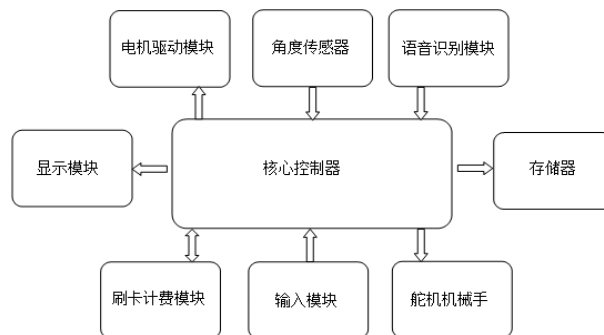 电机驱动模块
角度传感器
语音识别模块
显示模块
核心控制器
存储器
刷卡计费模块
输入模块
舵机机械手